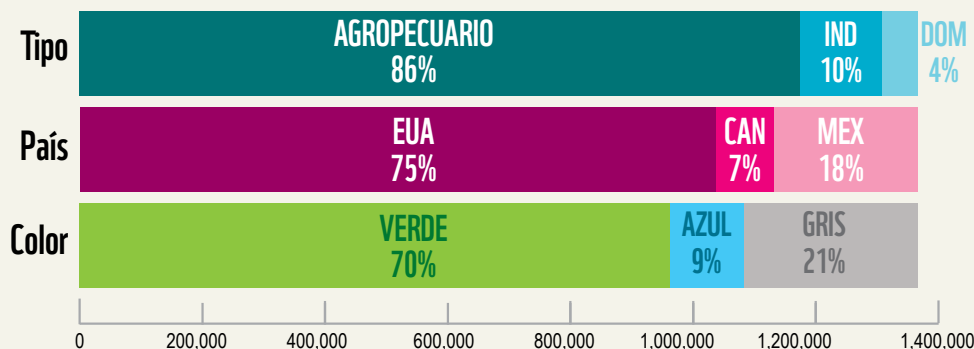 Tipo
AGROPECUARIO
86%
IND
10%
DOM
4%
País
EUA
75%
CAN
7%
MEX
18%
Color
VERDE
70%
AZUL
9%
GRIS
21%
0 200,000 400,000 600,000 800,000 1,000,000 1,200,000 1,400,000